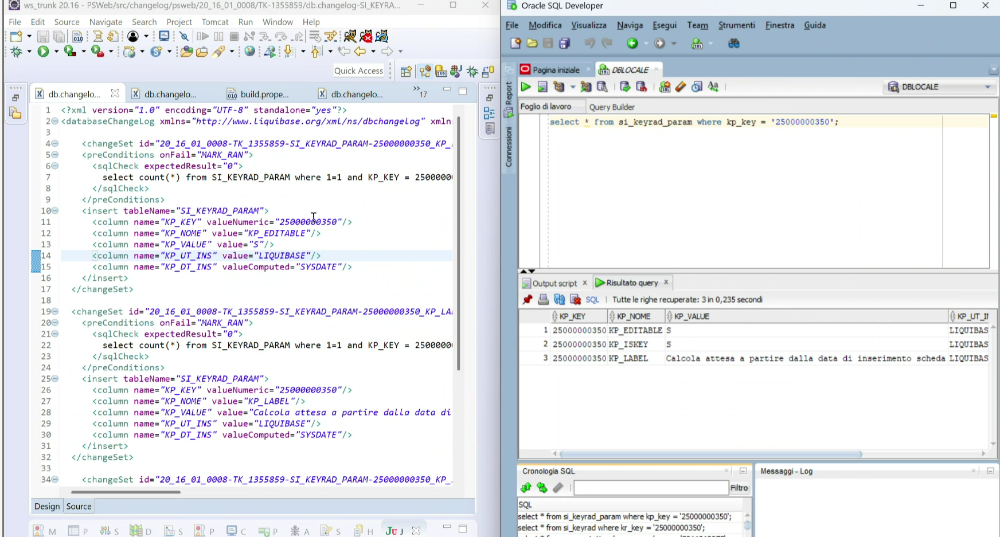 ws_trunk 20.16 - PSWeb/src/changelog/psweb/20_16_01_0008/TK-1355859/db.changelog-SI_KEYRA...
File Edit Source Navigate Search Project Tomcat Run Window Help
Quick Access
db.changelo... db.changelo... build.prope... db.changelo... »17
1 <?xml version="1.0" encoding="UTF-8" standalone="yes"?>
2 <databaseChangeLog xmlns="http://www.liquibase.org/xml/ns/dbchangelog" xmln
3
4 <changeSet id="20_16_01_0008-TK_1355859-SI_KEYRAD_PARAM-25000000350_KP_
5 <preConditions onFail="MARK_RAN">
6 <sqlCheck expectedResult="0">
7 select count(*) from SI_KEYRAD_PARAM where 1=1 and KP_KEY = 2500000
8 </sqlCheck>
9 </preConditions>
10 <insert tableName="SI_KEYRAD_PARAM">
11 <column name="KP_KEY" valueNumeric="25000000350"/>
12 <column name="KP_NOME" value="KP_EDITABLE"/>
13 <column name="KP_VALUE" value="S"/>
14 <column name="KP_UT_INS" value="LIQUIBASE"/>
15 <column name="KP_DT_INS" valueComputed="SYSDATE"/>
16 </insert>
17 </changeSet>
18
19 <changeSet id="20_16_01_0008-TK_1355859-SI_KEYRAD_PARAM-25000000350_KP_LA
20 <preConditions onFail="MARK_RAN">
21 <sqlCheck expectedResult="0">
22 select count(*) from SI_KEYRAD_PARAM where 1=1 and KP_KEY = 2500000
23 </sqlCheck>
24 </preConditions>
25 <insert tableName="SI_KEYRAD_PARAM">
26 <column name="KP_KEY" valueNumeric="25000000350"/>
27 <column name="KP_NOME" value="KP_LABEL"/>
28 <column name="KP_VALUE" value="Calcola attesa a partire dalla data di
29 <column name="KP_UT_INS" value="LIQUIBASE"/>
30 <column name="KP_DT_INS" valueComputed="SYSDATE"/>
31 </insert>
32 </changeSet>
33
34 <changeSet id="20_16_01_0008-TK_1355859-SI_KEYRAD_PARAM-25000000350_KP_
Design Source
M P S D S P C P A S H Ju J
Oracle SQL Developer
File Modifica Visualizza Naviga Esegui Team Strumenti Finestra Guida
Pagina iniziale DBLOCALE
Report
Connessioni
DBLOCALE
Foglio di lavoro Query Builder
select * from si_keyrad_param where kp_key = '25000000350';
Output script Risultato query
SQL Tutte le righe recuperate: 3 in 0,235 secondi
KP_KEY KP_NOME KP_VALUE KP_UT_I
1 25000000350 KP_EDITABLE S LIQUIBAS
2 25000000350 KP_ISKEY S LIQUIBAS
3 25000000350 KP_LABEL Calcola attesa a partire dalla data di inserimento scheda LIQUIBAS
Cronologia SQL
Filtro
SQL
select * from si_keyrad_param where kp_key = '25000000350';
select * from si_keyrad where kr_key = '25000000350';
Messaggi - Log